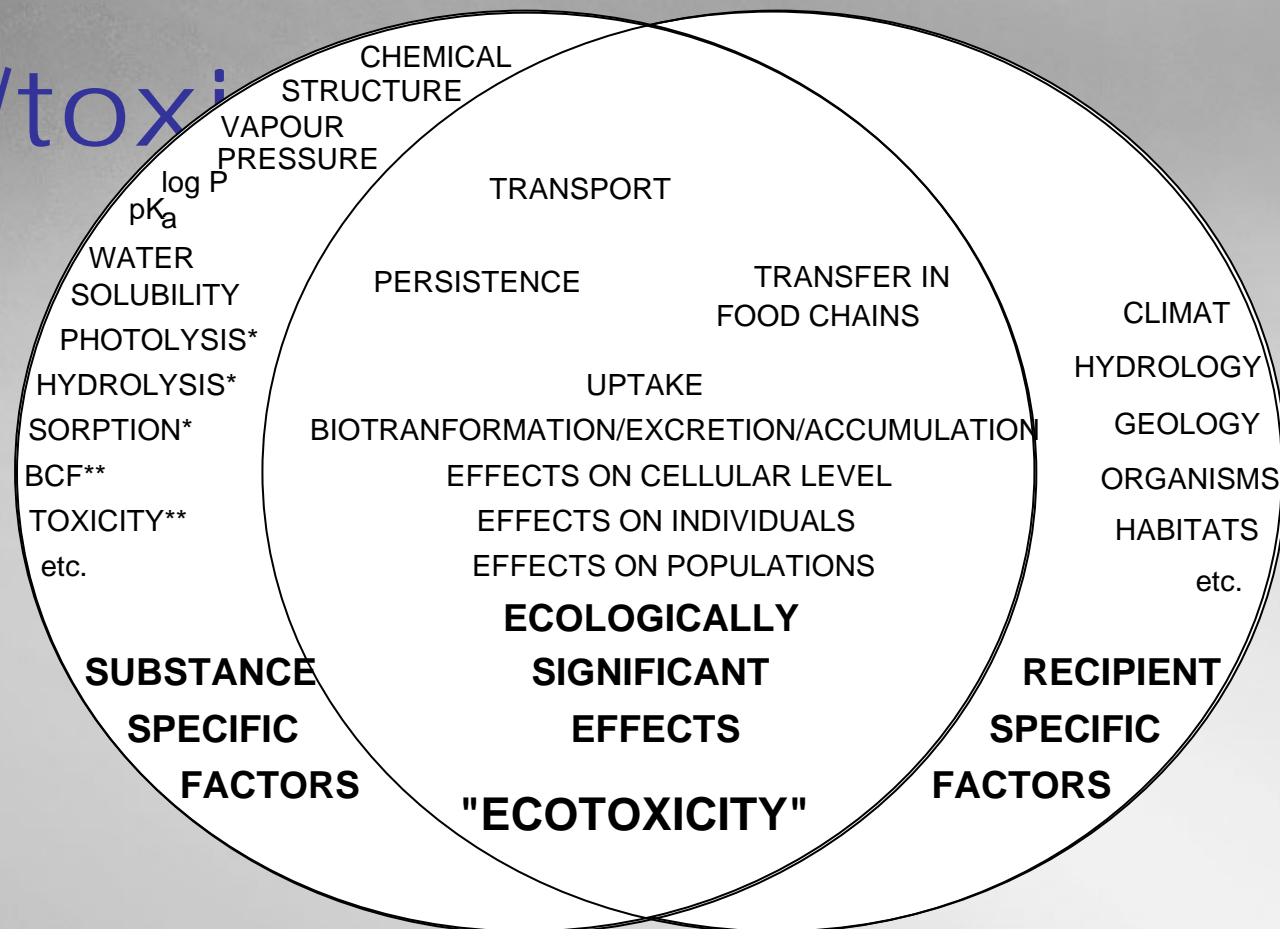 /toxi
CHEMICAL
STRUCTURE
VAPOUR
PRESSURE
log P
pKa
WATER
SOLUBILITY
PHOTOLYSIS*
HYDROLYSIS*
SORPTION*
BCF**
TOXICITY**
etc.
SUBSTANCE
SPECIFIC
FACTORS
TRANSPORT
PERSISTENCE
TRANSFER IN
FOOD CHAINS
UPTAKE
BIOTRANFORMATION/EXCRETION/ACCUMULATION
EFFECTS ON CELLULAR LEVEL
EFFECTS ON INDIVIDUALS
EFFECTS ON POPULATIONS
ECOLOGICALLY
SIGNIFICANT
EFFECTS
"ECOTOXICITY"
CLIMAT
HYDROLOGY
GEOLOGY
ORGANISMS
HABITATS
etc.
RECIPIENT
SPECIFIC
FACTORS